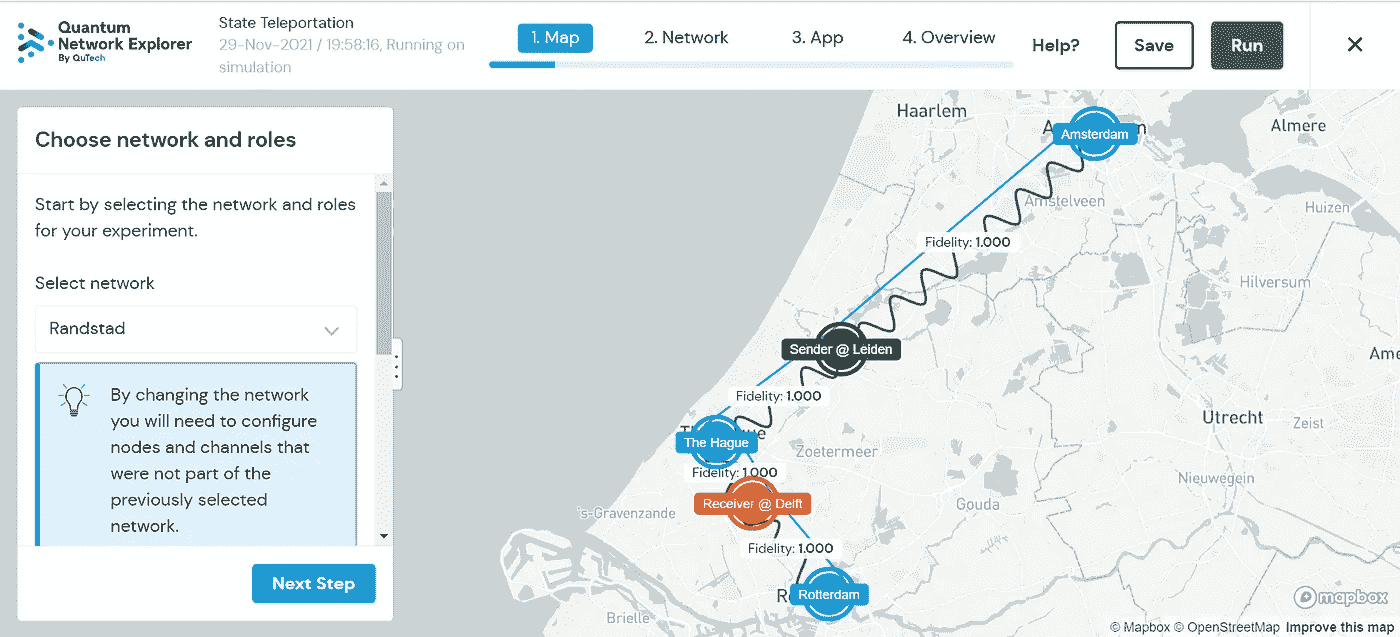 Quantum
Network Explorer
By QuTech
State Teleportation
29-Nov-2021 / 19:58:16, Running on
simulation
1. Map
2. Network
3. App
4. Overview
Help?
Save
Run
Choose network and roles
Start by selecting the network and roles
for your experiment.
Select network
Randstad
By changing the network
you will need to configure
nodes and channels that
were not part of the
previously selected
network.
Next Step
Haarlem
Amsterdam
Almere
Amstelveen
Huizen
Fidelity: 1.000
Hilversum
Sender @ Leiden
Ame
Fidelity: 1.000
Utrecht
Zeist
The Hague
Zoetermeer
Fidelity: 1.000
Nieuwegein
Receiver @ Delft
Gouda
's-Gravenzande
Fidelity: 1.000
Rotterdam
Brielle
mapbox
© Mapbox © OpenStreetMap Improve this map